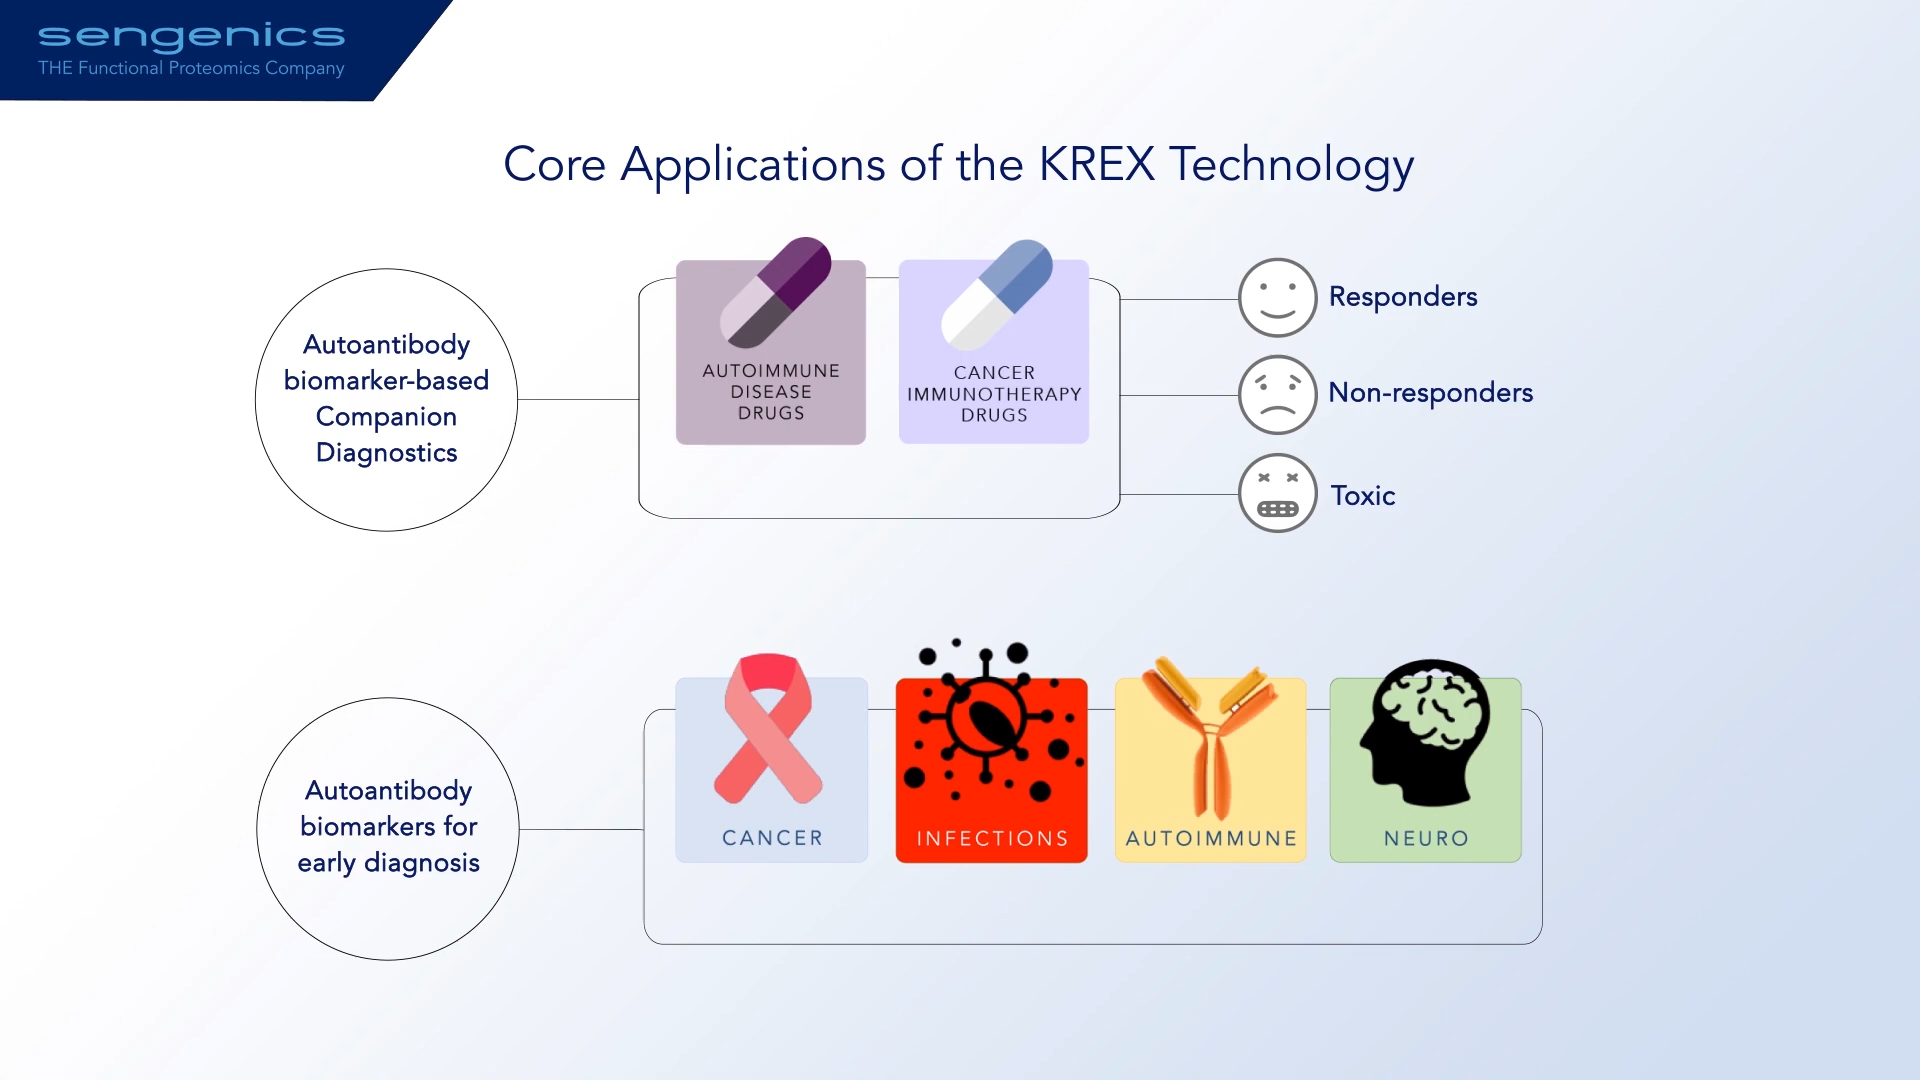 sengenics
THE Functional Proteomics Company
Core Applications of the KREX Technology
Autoantibody
biomarker-based
Companion
Diagnostics
AUTOIMMUNE
DISEASE
DRUGS
CANCER
IMMUNOTHERAPY
DRUGS
Responders
Non-responders
Toxic
Autoantibody
biomarkers for
early diagnosis
CANCER
INFECTIONS
AUTOIMMUNE
NEURO